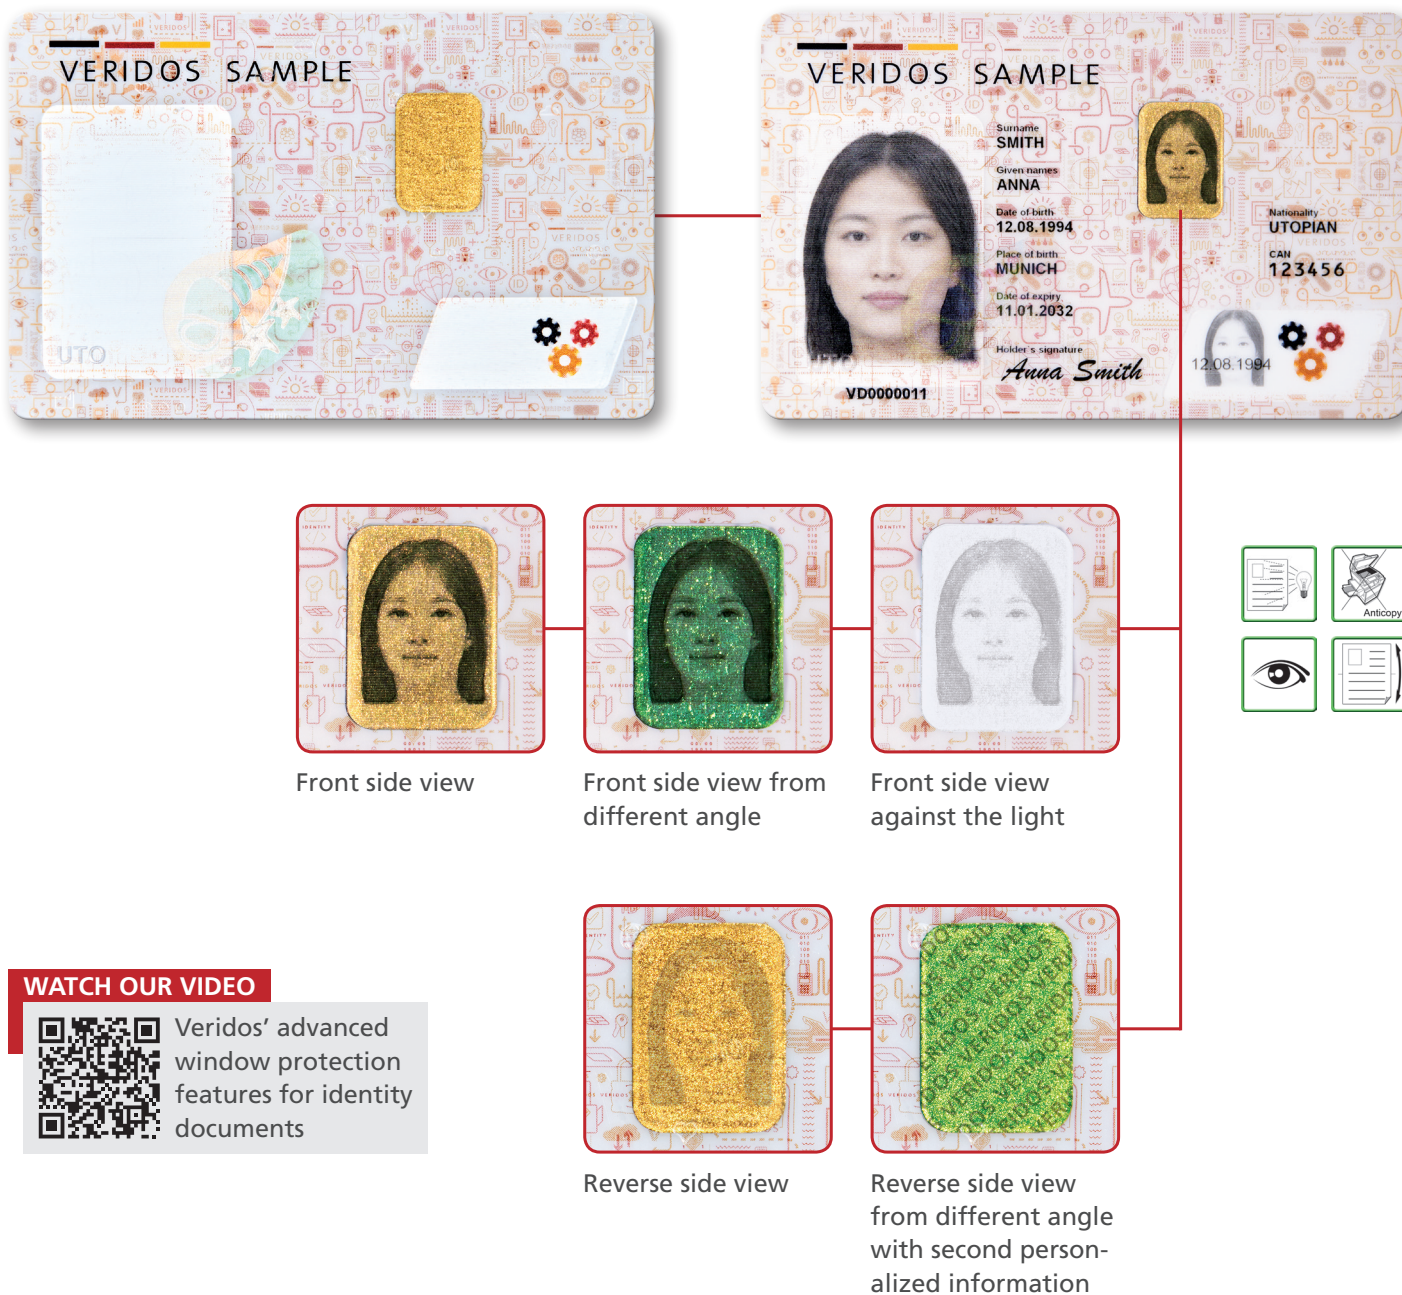 VERIDOS SAMPLE
UTO
VERIDOS SAMPLE
Surname
SMITH
Given names
ANNA
Date of birth
12.08.1994
Place of birth
MUNICH
Date of expiry
11.01.2032
Holder's signature
Anna Smith
VD0000011
Nationality
UTOPIAN
CAN
123456
12.08.1994
Anticopy
Front side view
Front side view from
different angle
Front side view
against the light
WATCH OUR VIDEO
Veridos’ advanced
window protection
features for identity
documents
Reverse side view
Reverse side view
from different angle
with second person-
alized information